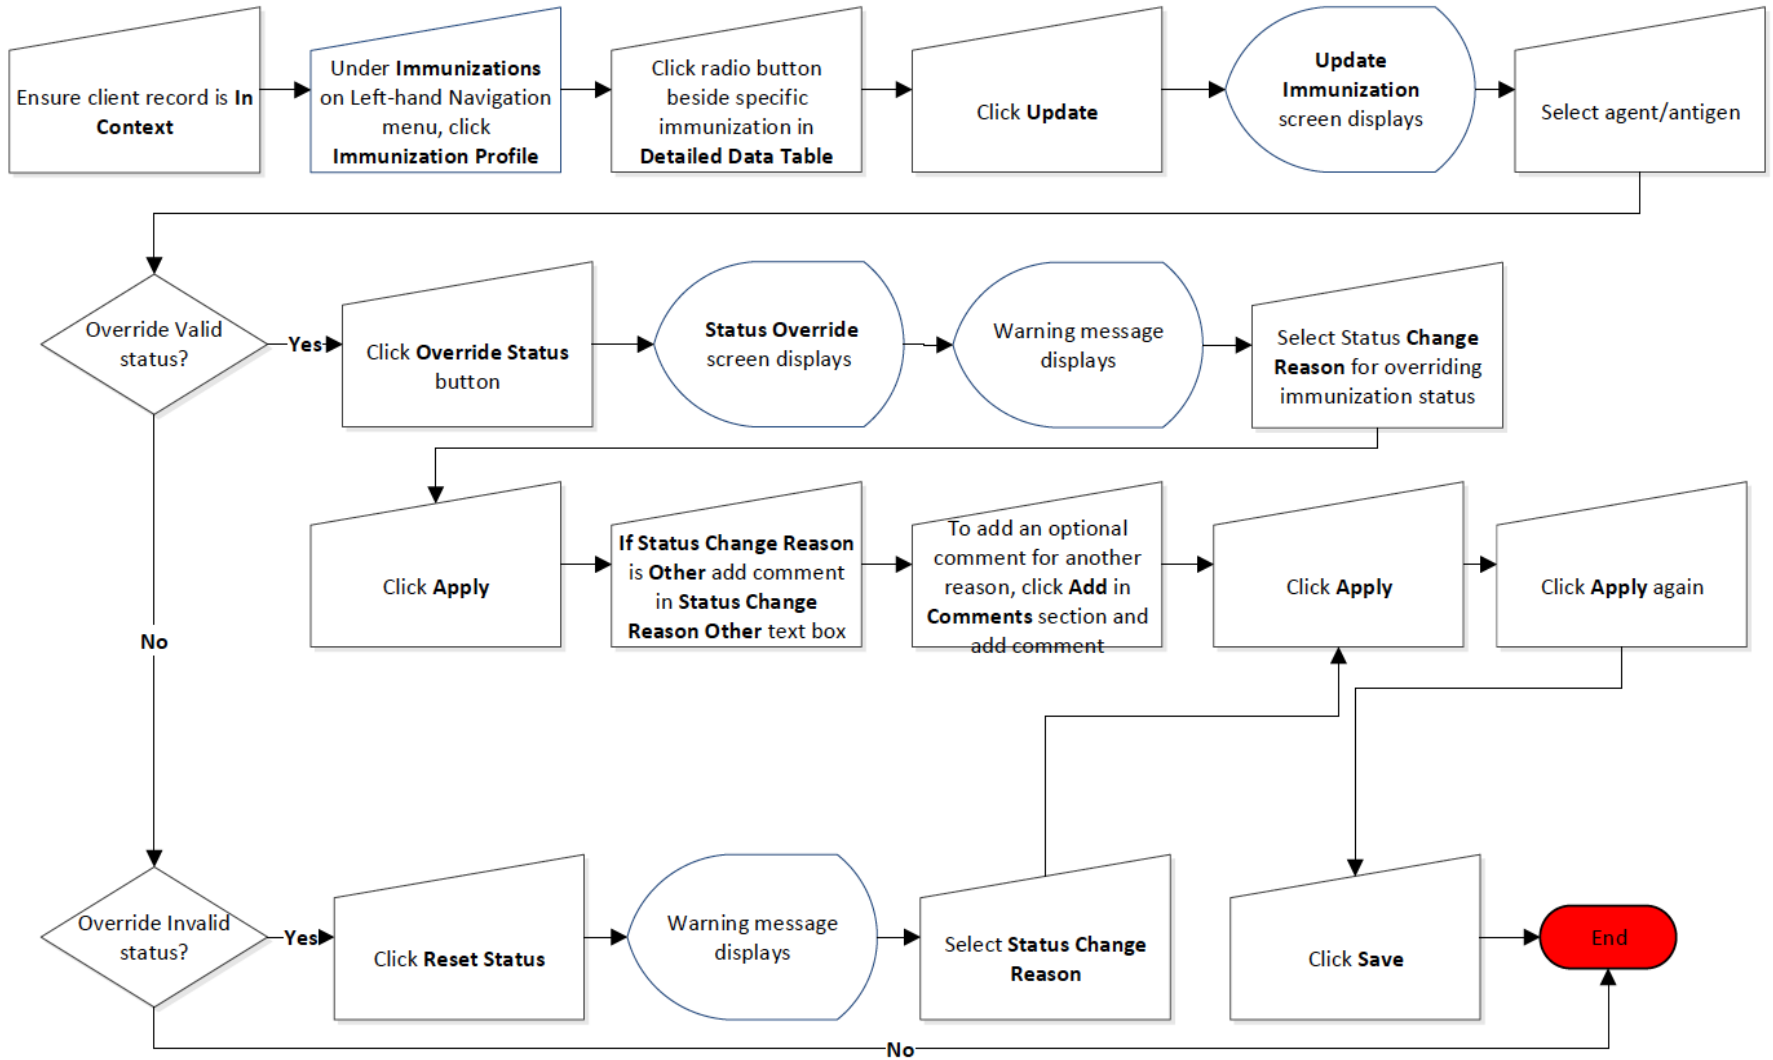 Ensure client record is In
Context
Under Immunizations
on Left-hand Navigation
menu, click
Immunization Profile
Click radio button
beside specific
immunization in
Detailed Data Table
Click Update
Update
Immunization
screen displays
Select agent/antigen
Override Valid
status?
Yes
Click Override Status
button
Status Override
screen displays
Warning message
displays
Select Status Change
Reason for overriding
immunization status
Click Apply
If Status Change Reason
is Other add comment
in Status Change
Reason Other text box
To add an optional
comment for another
reason, click Add in
Comments section and
add comment
Click Apply
Click Apply again
No
Override Invalid
status?
Yes
Click Reset Status
Warning message
displays
Select Status Change
Reason
Click Save
End
No